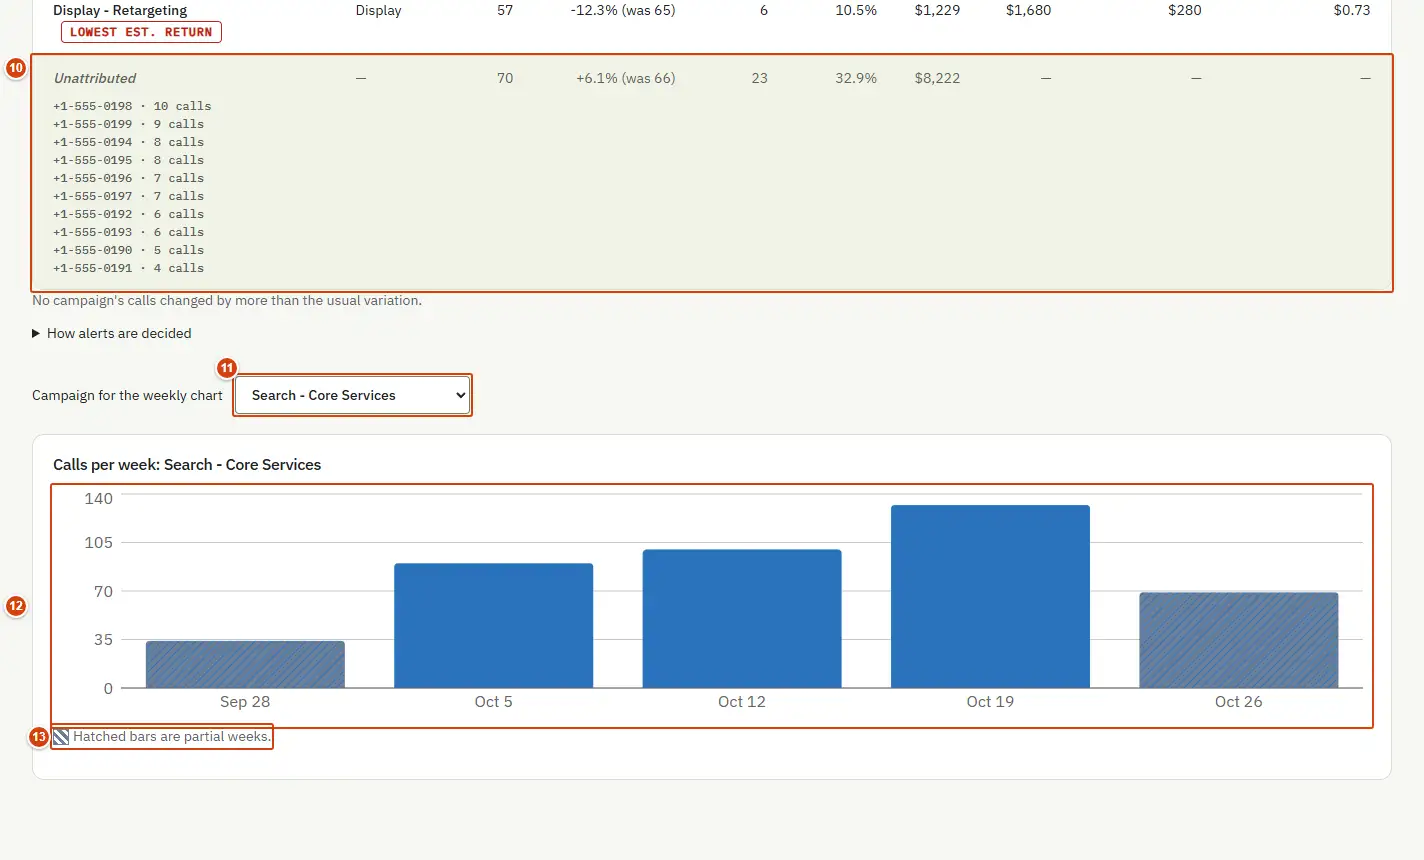 Display - Retargeting Display 57 -12.3% (was 65) 6 10.5% $1,229 $1,680 $280 $0.73
LOWEST EST. RETURN
10
Unattributed — 70 +6.1% (was 66) 23 32.9% $8,222 — — —
+1-555-0198 · 10 calls
+1-555-0199 · 9 calls
+1-555-0194 · 8 calls
+1-555-0195 · 8 calls
+1-555-0196 · 7 calls
+1-555-0197 · 7 calls
+1-555-0192 · 6 calls
+1-555-0193 · 6 calls
+1-555-0190 · 5 calls
+1-555-0191 · 4 calls
No campaign's calls changed by more than the usual variation.
How alerts are decided
11
Campaign for the weekly chart Search - Core Services
Calls per week: Search - Core Services
140
105
70
12
35
0
Sep 28 Oct 5 Oct 12 Oct 19 Oct 26
13 Hatched bars are partial weeks.